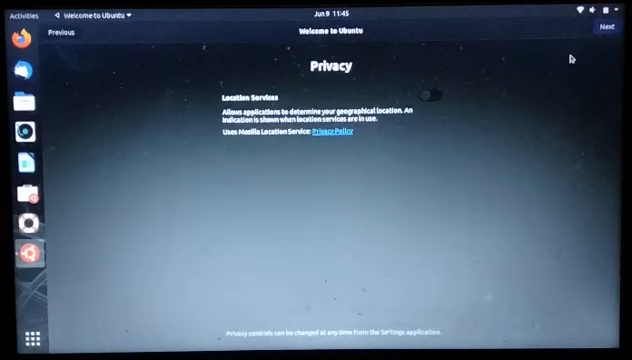 Activities
Welcome to Ubuntu
Jun 9 11:45
Previous
Welcome to Ubuntu
Next
Privacy
Location Services
Allows applications to determine your geographical location. An
indication is shown when location services are in use.
Uses Mozilla Location Service: Privacy Policy
Privacy controls can be changed at any time from the Settings application.